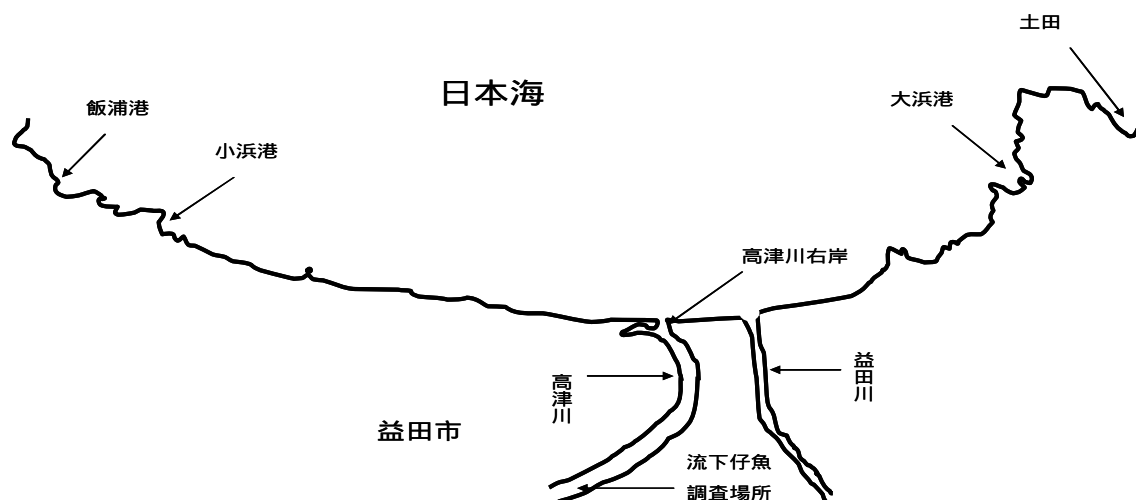 土田
日本海
大浜港
飯浦港
小浜港
高津川右岸
高津川
益田川
益田市
流下仔魚
調査場所